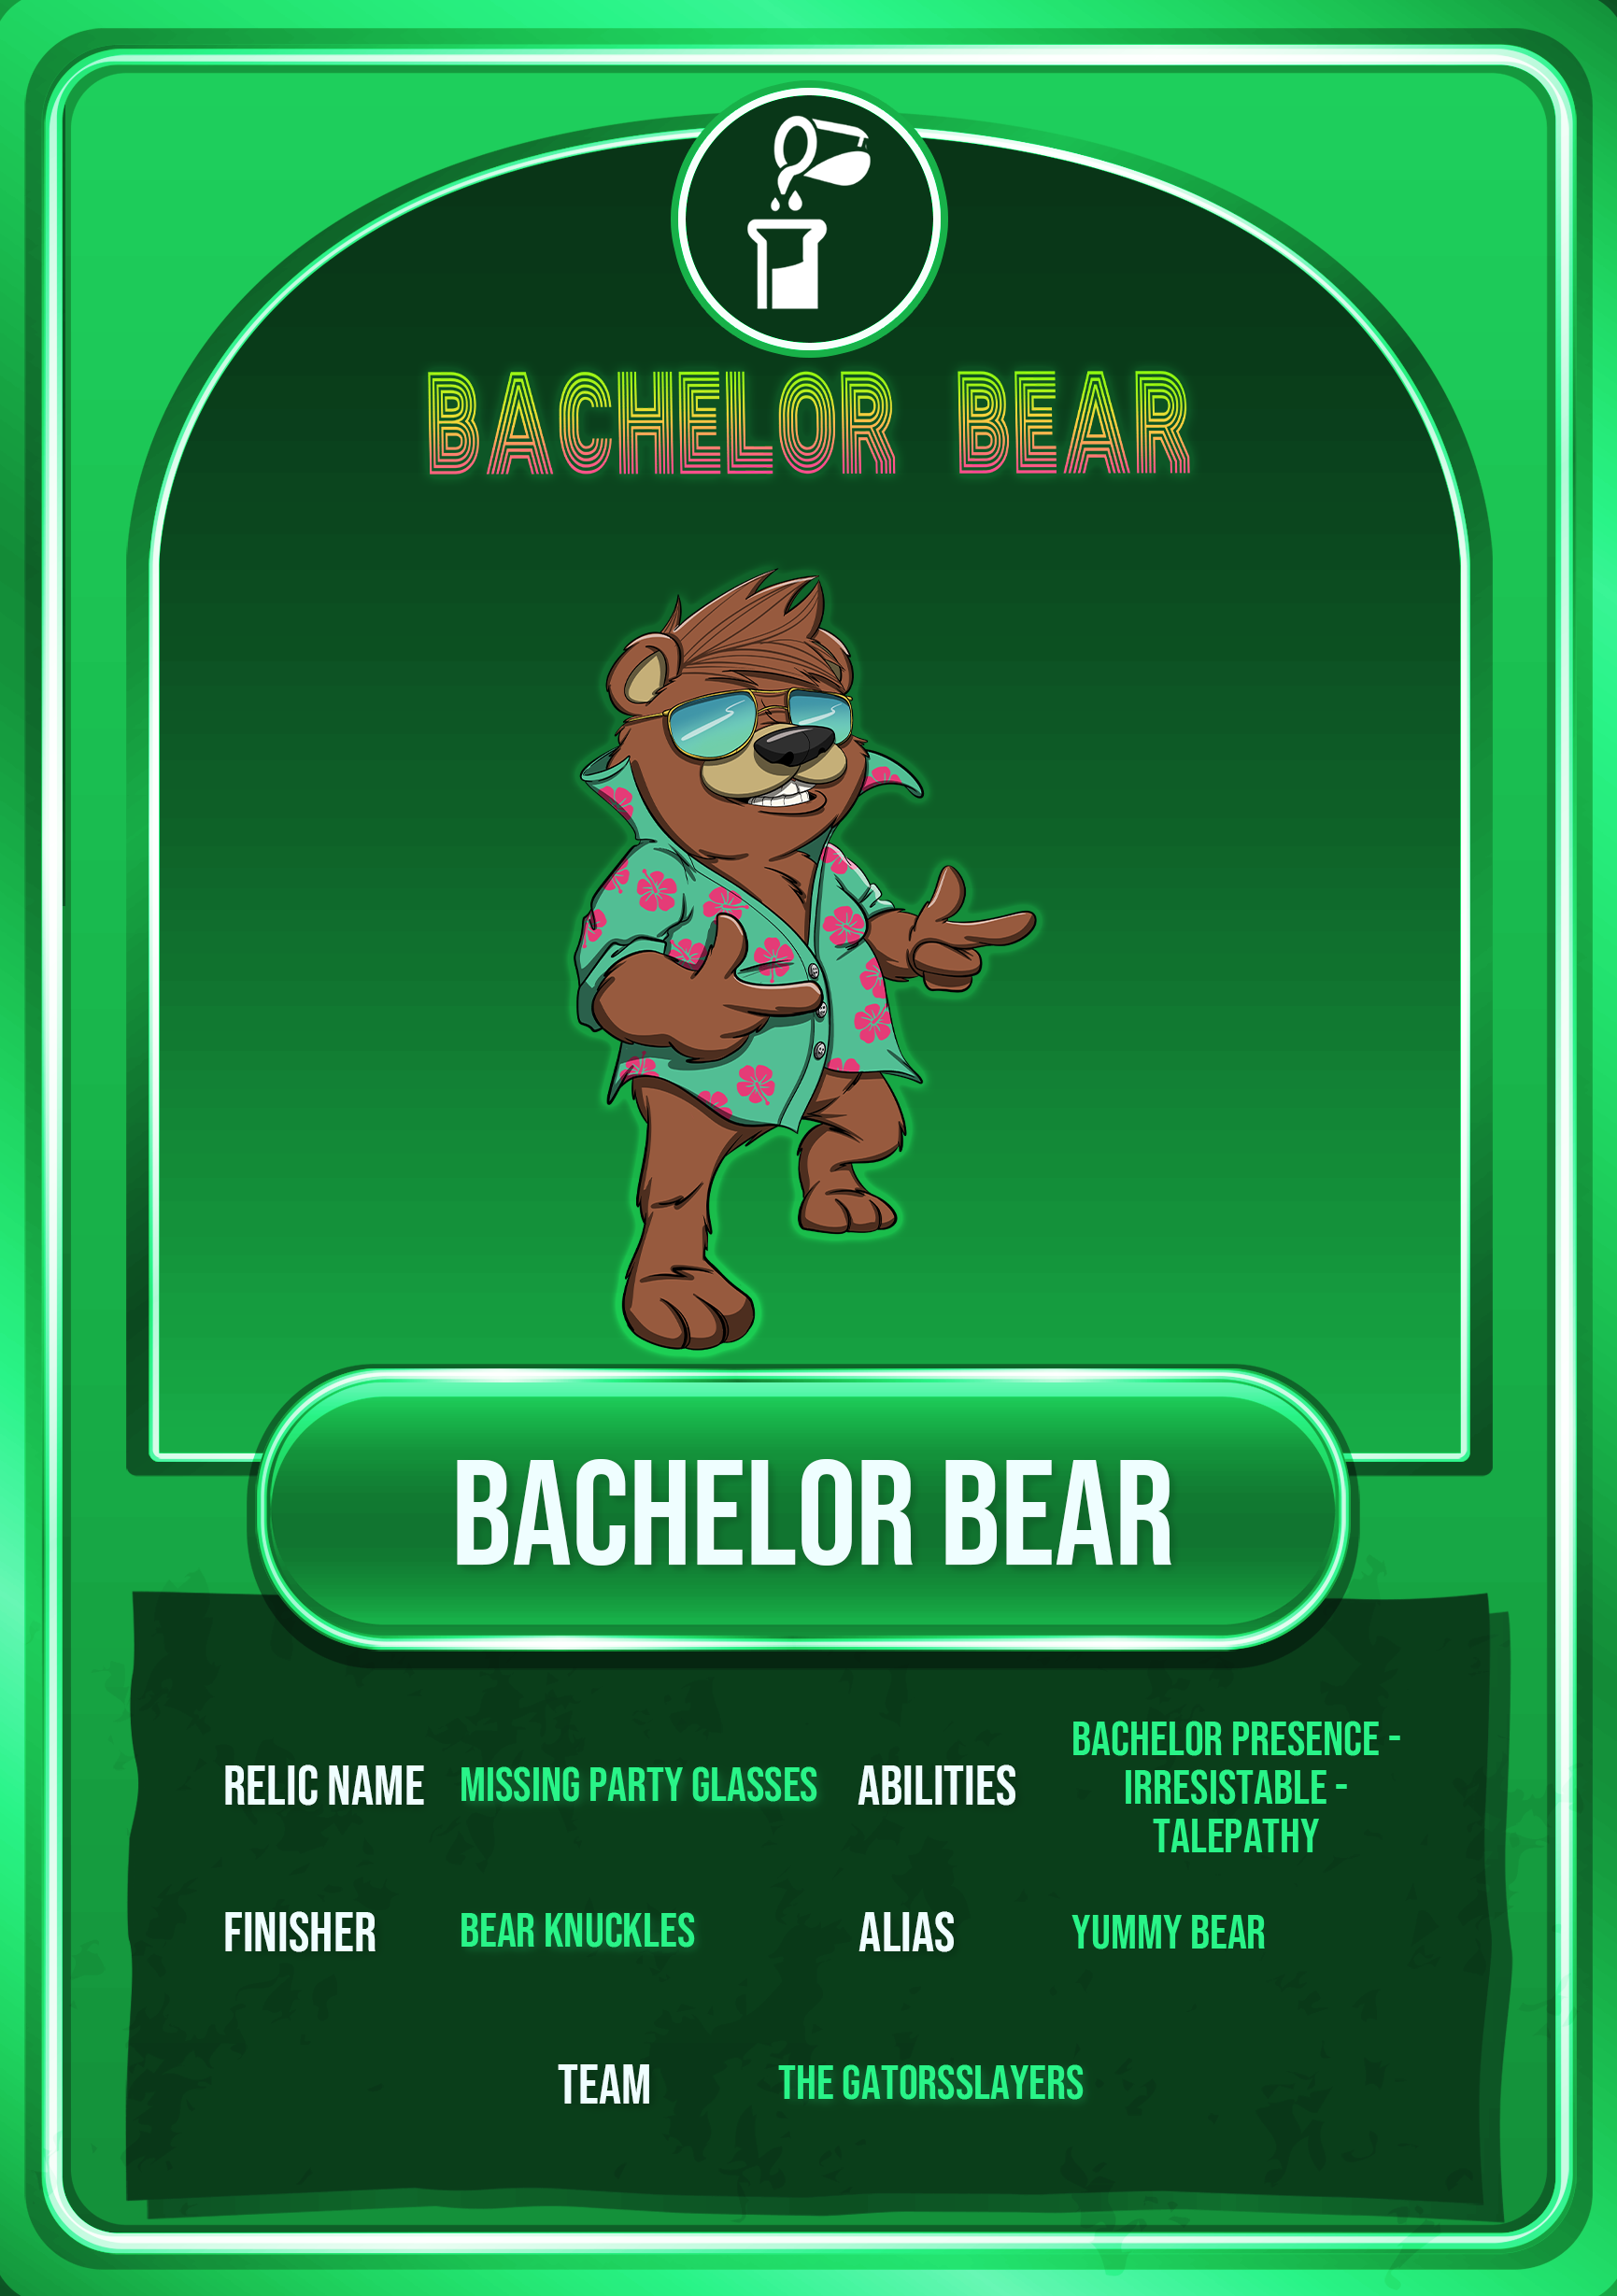 BACHELOR BEAR
BACHELOR BEAR
RELIC NAME
MISSING PARTY GLASSES
ABILITIES
BACHELOR PRESENCE -
IRRESISTABLE -
TALEPATHY
FINISHER
BEAR KNUCKLES
ALIAS
YUMMY BEAR
TEAM
THE GATORSSLAYERS